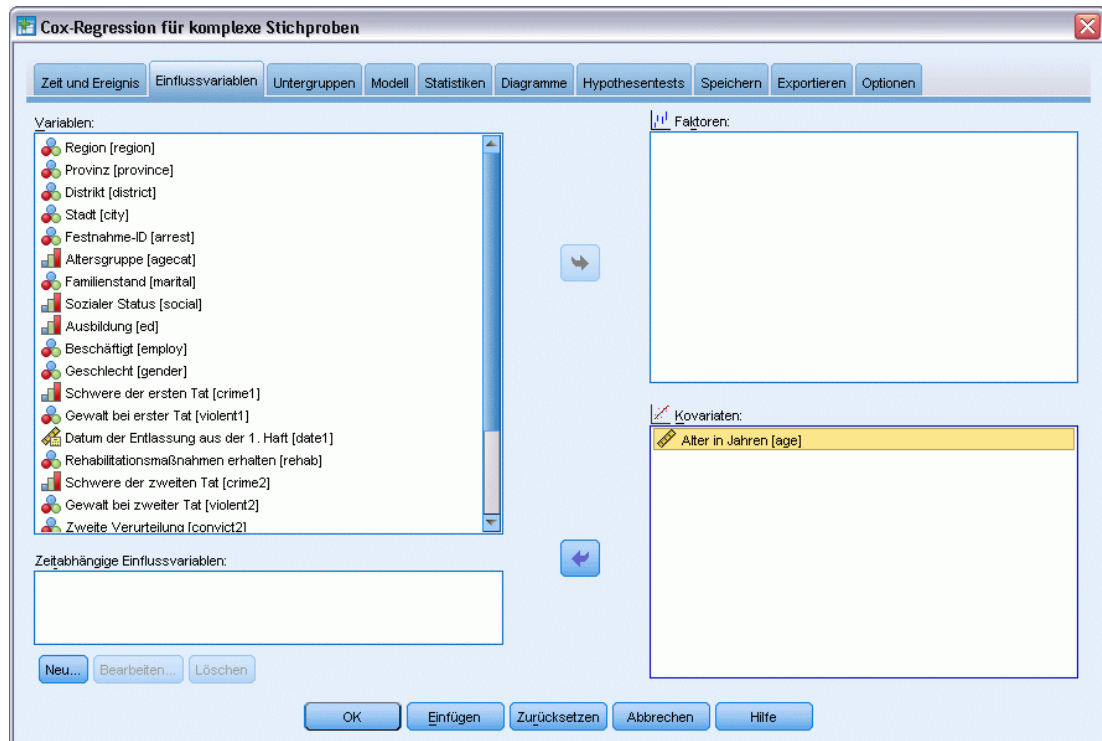 Cox-Regression für komplexe Stichproben
Zeit und Ereignis
Einflussvariablen
Untergruppen
Modell
Statistiken
Diagramme
Hypothesentests
Speichern
Exportieren
Optionen
Variablen:
Region [region]
Provinz [province]
Distrikt [district]
Stadt [city]
Festnahme-ID [arrest]
Altersgruppe [agecat]
Familienstand [marital]
Sozialer Status [social]
Ausbildung [ed]
Beschäftigt [employ]
Geschlecht [gender]
Schwere der ersten Tat [crime1]
Gewalt bei erster Tat [violent1]
Datum der Entlassung aus der 1. Haft [date1]
Rehabilitationsmaßnahmen erhalten [rehab]
Schwere der zweiten Tat [crime2]
Gewalt bei zweiter Tat [violent2]
Zweite Verurteilung [convict2]
Zeitabhängige Einflussvariablen:
Neu...
Bearbeiten...
Löschen
Faktoren:
Kovariaten:
Alter in Jahren [age]
OK
Einfügen
Zurücksetzen
Abbrechen
Hilfe